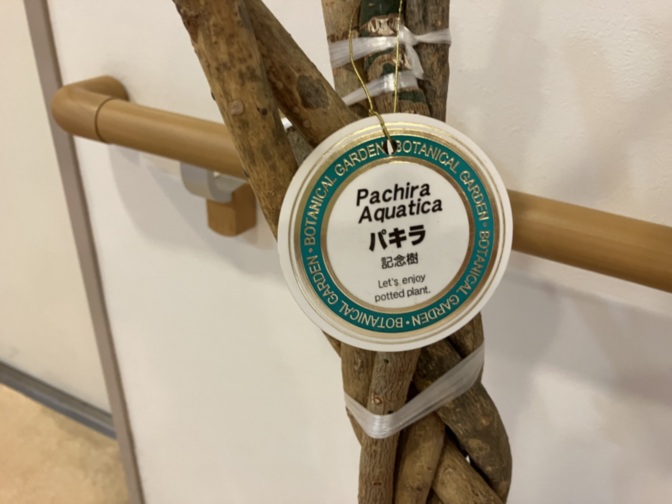 BOTANICAL GARDEN • BOTANICAL GARDEN • BOTANICAL GARDEN • BOTANICAL GARDEN
Pachira
Aquatica
パキラ
記念樹
Let's enjoy
potted plant.